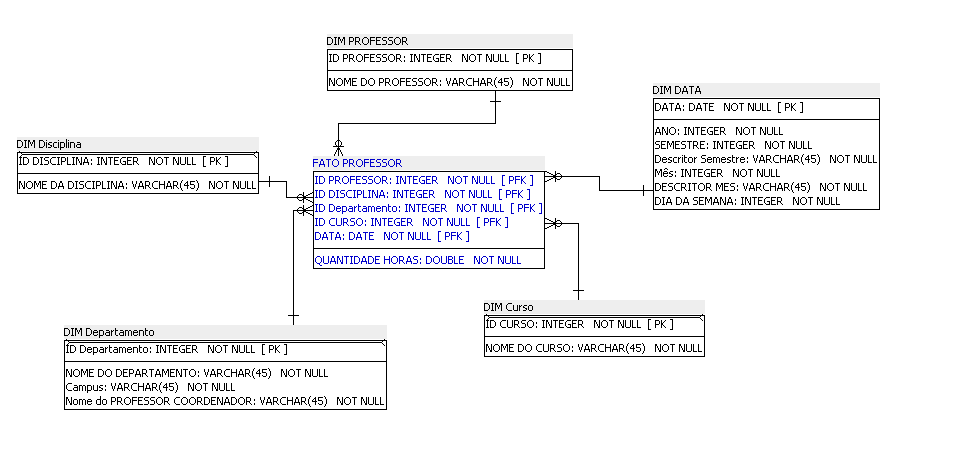 DIM PROFESSOR
ID PROFESSOR: INTEGER NOT NULL [ PK ]
NOME DO PROFESSOR: VARCHAR(45) NOT NULL
DIM DATA
DATA: DATE NOT NULL [ PK ]
ANO: INTEGER NOT NULL
SEMESTRE: INTEGER NOT NULL
Descritor Semestre: VARCHAR(45) NOT NULL
Mês: INTEGER NOT NULL
DESCRITOR MES: VARCHAR(45) NOT NULL
DIA DA SEMANA: INTEGER NOT NULL
DIM Disciplina
ID DISCIPLINA: INTEGER NOT NULL [ PK ]
NOME DA DISCIPLINA: VARCHAR(45) NOT NULL
FATO PROFESSOR
ID PROFESSOR: INTEGER NOT NULL [ PFK ]
ID DISCIPLINA: INTEGER NOT NULL [ PFK ]
ID Departamento: INTEGER NOT NULL [ PFK ]
ID CURSO: INTEGER NOT NULL [ PFK ]
DATA: DATE NOT NULL [ PFK ]
QUANTIDADE HORAS: DOUBLE NOT NULL
DIM Curso
ID CURSO: INTEGER NOT NULL [ PK ]
NOME DO CURSO: VARCHAR(45) NOT NULL
DIM Departamento
ID Departamento: INTEGER NOT NULL [ PK ]
NOME DO DEPARTAMENTO: VARCHAR(45) NOT NULL
Campus: VARCHAR(45) NOT NULL
Nome do PROFESSOR COORDENADOR: VARCHAR(45) NOT NULL